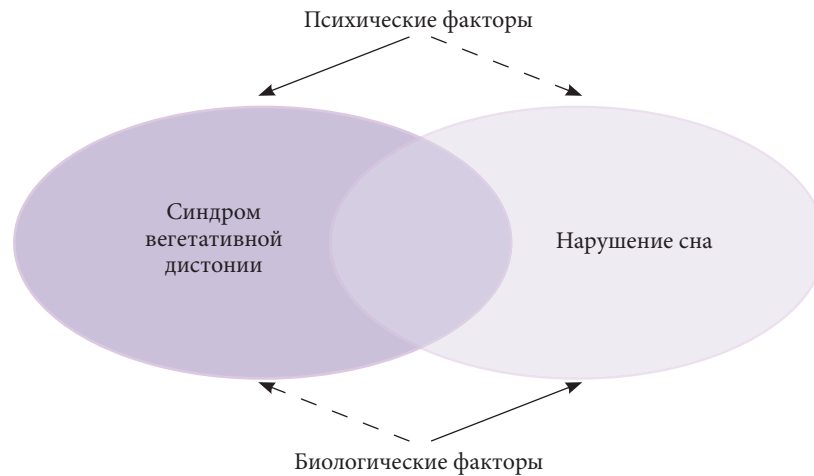 Психические факторы
Синдром
вегетативной
дистонии
Нарушение сна
Биологические факторы